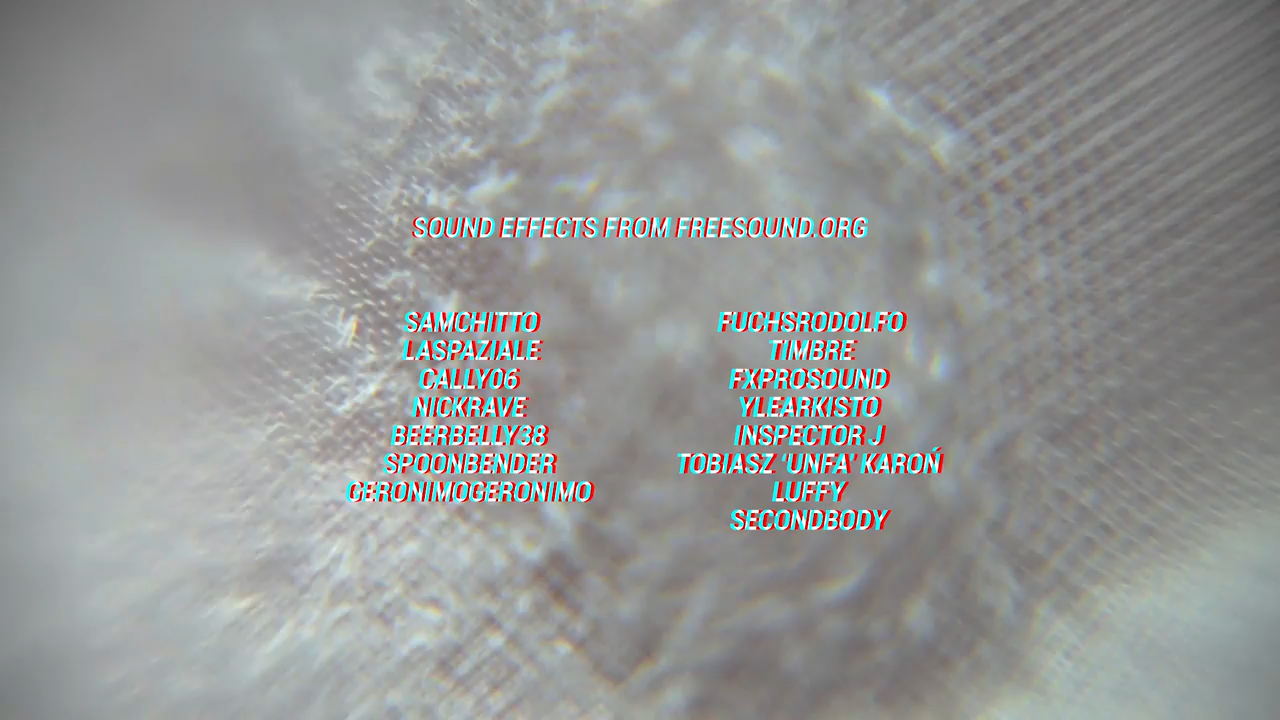 SOUND EFFECTS FROM FREESOUND.ORG
SAMCHITTO
LASPAZIALE
CALLY06
NICKRAVE
BEERBELLY38
SPOONBENDER
GERONIMOGERONIMO
FUCHSRODOLFO
TIMBRE
FXPROSOUND
YLEARKISTO
INSPECTOR J
TOBIASZ 'UNFA' KAROŃ
LUFFY
SECONDBODY